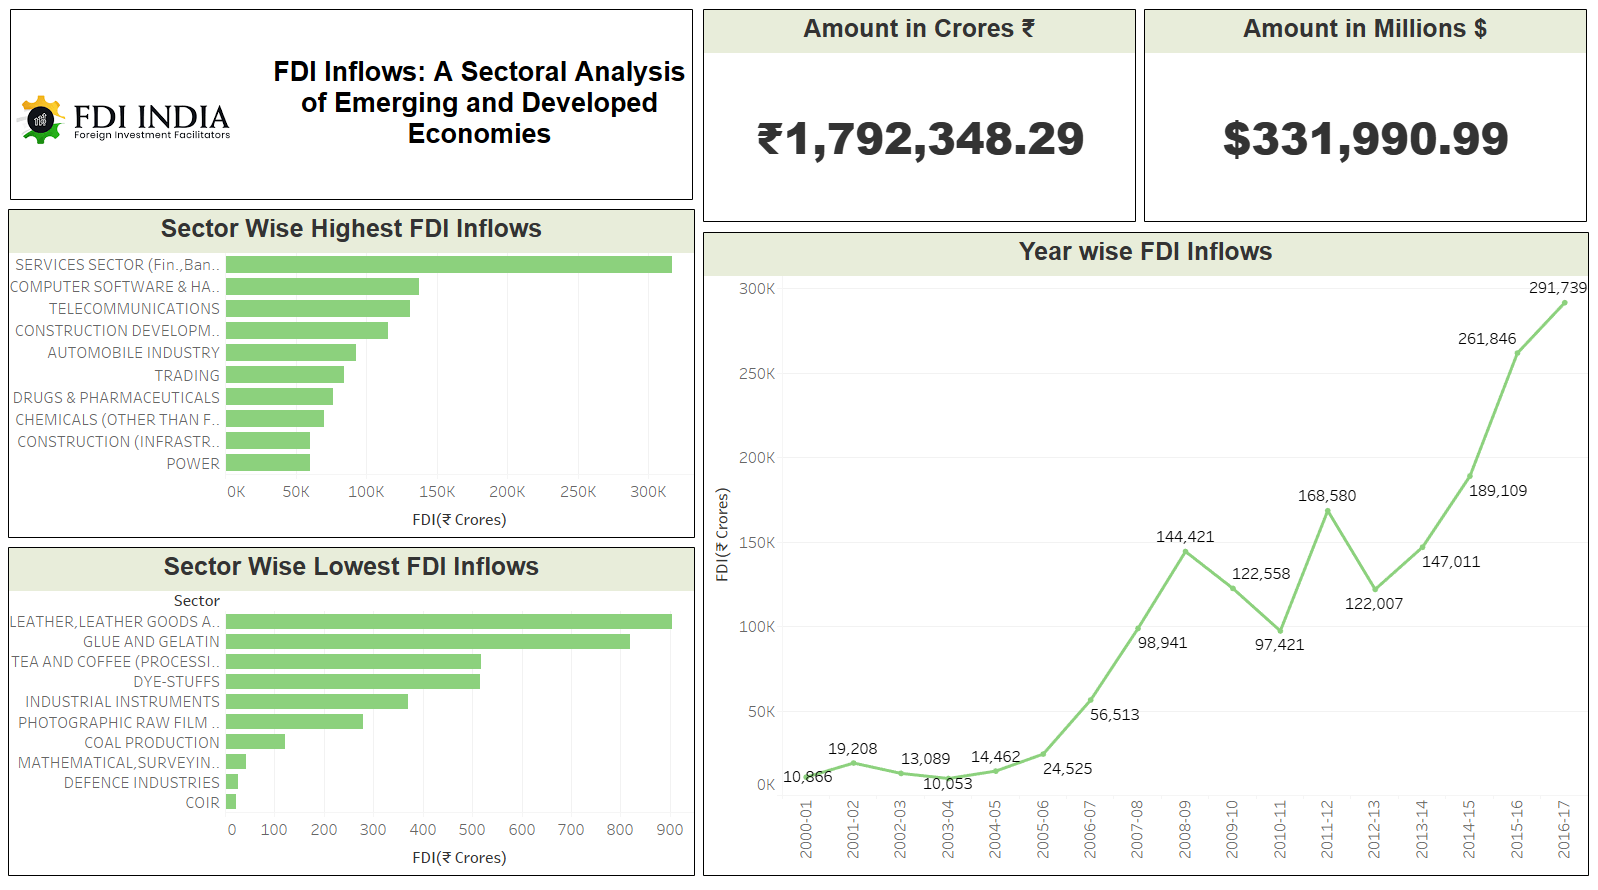 FDI INDIA
Foreign Investment Facilitators
FDI Inflows: A Sectoral Analysis
of Emerging and Developed
Economies
Amount in Crores ₹
₹1,792,348.29
Amount in Millions $
$331,990.99
Sector Wise Highest FDI Inflows
SERVICES SECTOR (Fin.,Ban..
COMPUTER SOFTWARE & HA..
TELECOMMUNICATIONS
CONSTRUCTION DEVELOPM..
AUTOMOBILE INDUSTRY
TRADING
DRUGS & PHARMACEUTICALS
CHEMICALS (OTHER THAN F..
CONSTRUCTION (INFRASTR..
POWER
0K 50K 100K 150K 200K 250K 300K
FDI(₹ Crores)
Sector Wise Lowest FDI Inflows
Sector
LEATHER,LEATHER GOODS A..
GLUE AND GELATIN
TEA AND COFFEE (PROCESSI..
DYE-STUFFS
INDUSTRIAL INSTRUMENTS
PHOTOGRAPHIC RAW FILM ..
COAL PRODUCTION
MATHEMATICAL,SURVEYIN..
DEFENCE INDUSTRIES
COIR
0 100 200 300 400 500 600 700 800 900
FDI(₹ Crores)
Year wise FDI Inflows
FDI(₹ Crores)
300K
250K
200K
150K
100K
50K
0K
10,866
19,208
13,089
10,053
14,462
24,525
56,513
98,941
144,421
122,558
97,421
168,580
122,007
147,011
189,109
261,846
291,739
2000-01
2001-02
2002-03
2003-04
2004-05
2005-06
2006-07
2007-08
2008-09
2009-10
2010-11
2011-12
2012-13
2013-14
2014-15
2015-16
2016-17